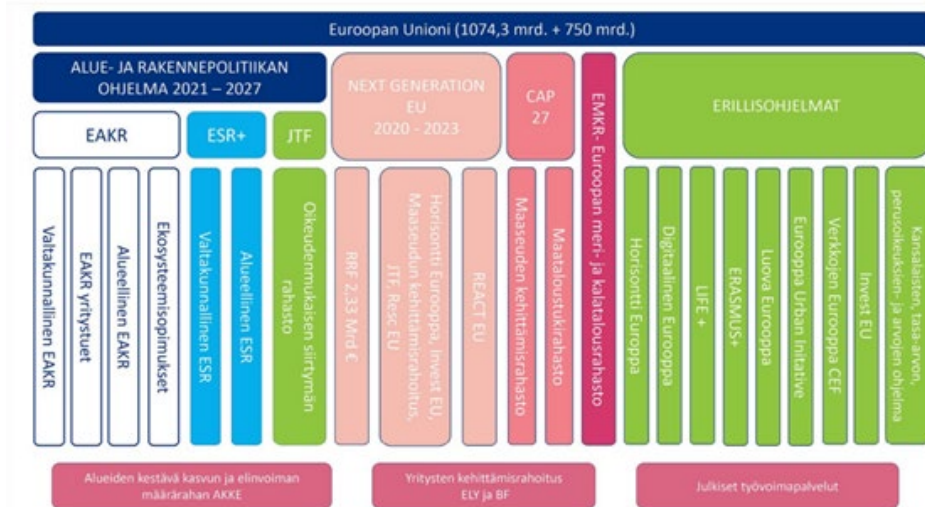 Euroopan Unioni (1074,3 mrd. + 750 mrd.)
ALUE- JA RAKENNEPOLITIIKAN
OHJELMA 2021 – 2027
NEXT GENERATION
EU
2020 - 2023
CAP
27
EMKR- Euroopan meri- ja kalatalousrahasto
ERILLISOHJELMAT
EAKR
ESR+
JTF
Valtakunnallinen EAKR
EAKR yritystuet
Alueellinen EAKR
Ekosysteemisopimukset
Valtakunnallinen ESR
Alueellinen ESR
Oikeudenmukaisen siirtymän
rahasto
RRF 2,33 Mrd €
Horisontti Eurooppa, Invest EU,
Maaseudun kehittämisrahoitus,
JTF, Resc EU
REACT EU
Maaseuden kehittämisrahasto
Maataloustukirahasto
Horisontti Europpa
Digitaalinen Eurooppa
LIFE +
ERASMUS+
Luova Eurooppa
Eurooppa Urban Initative
Verkkojen Eurooppa CEF
Invest EU
Kansalaisten, tasa-arvon,
perusoikeuksien- ja arvojen ohjelma
Alueiden kestävä kasvun ja elinvoiman
määrärahan AKKE
Yritysten kehittämisrahoitus
ELY ja BF
Julkiset työvoimapalvelut